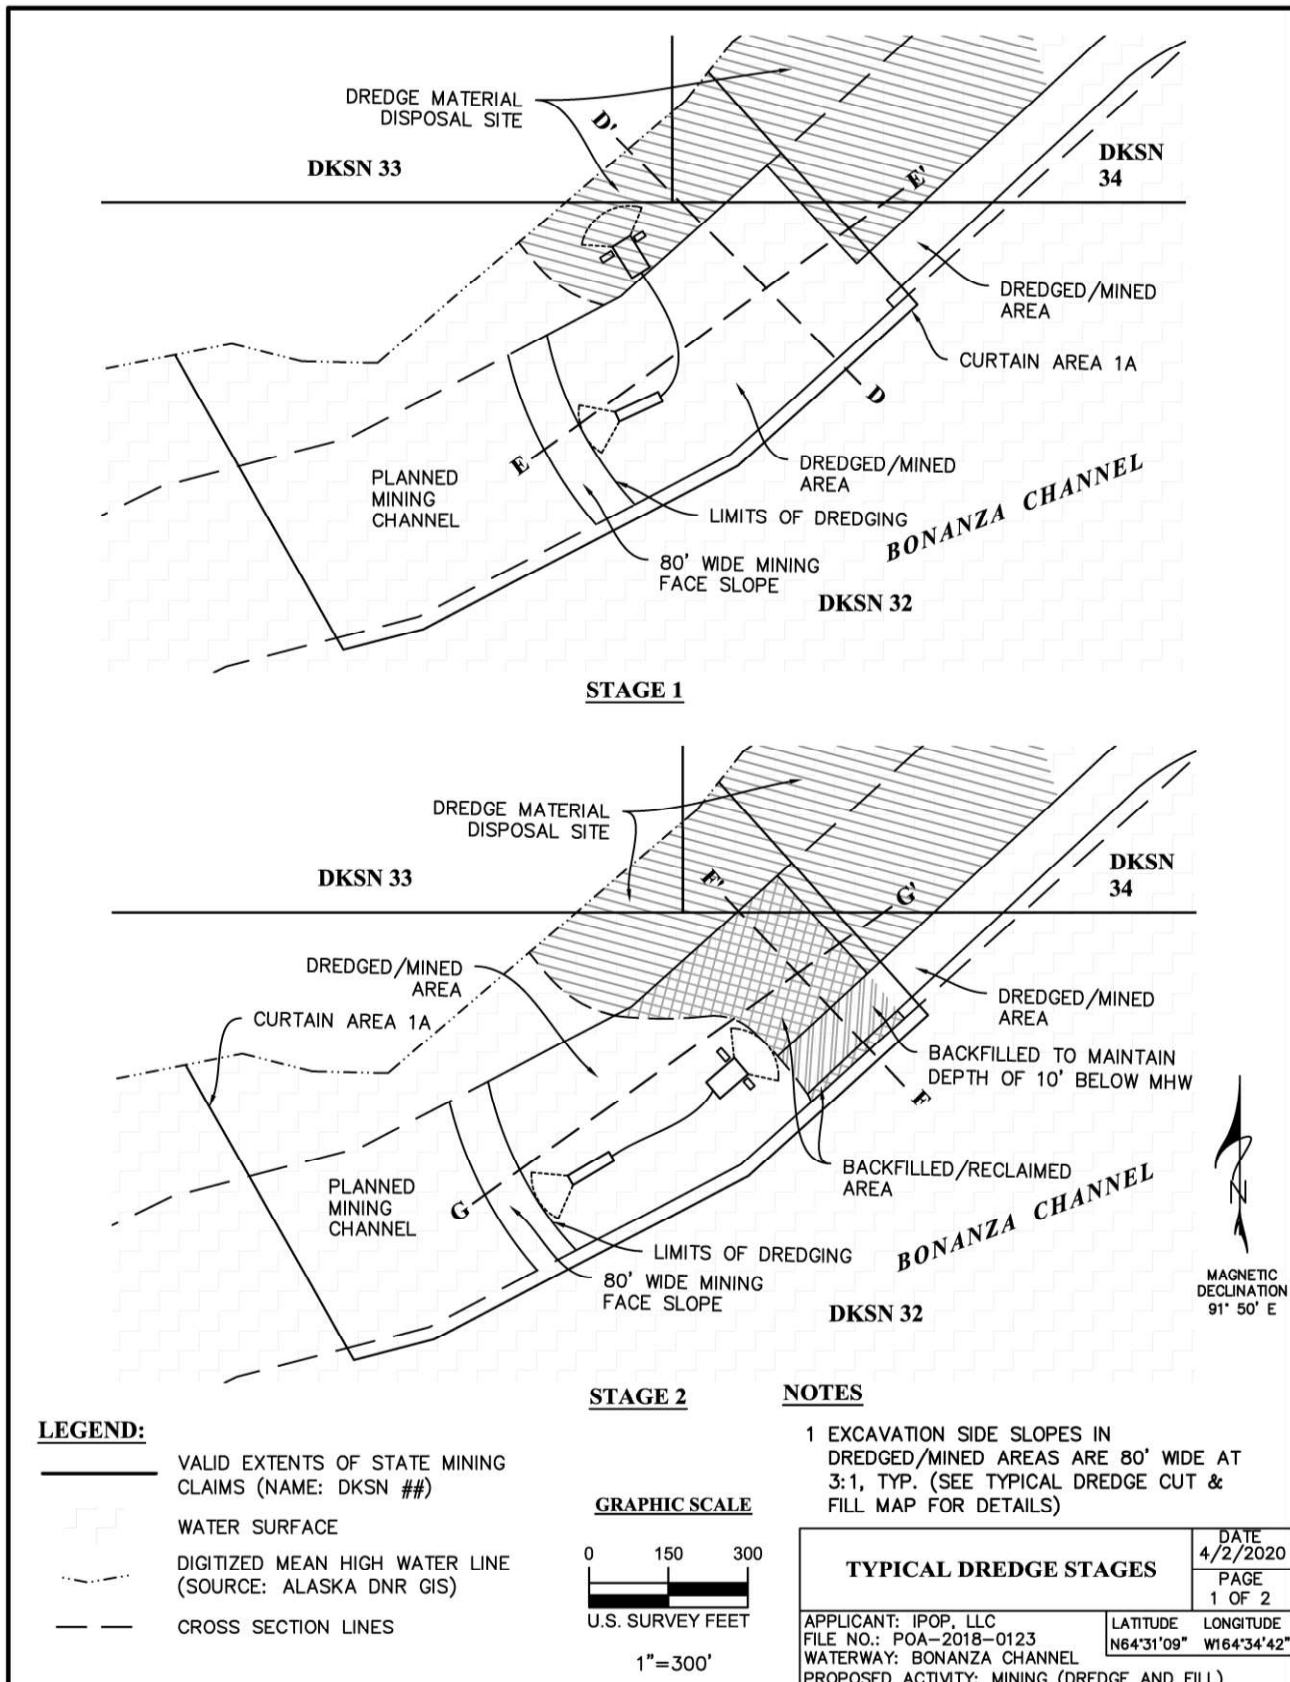 DREDGE MATERIAL
DISPOSAL SITE
D'
DKSN 33
DKSN
34
E'
DREDGED/MINED
AREA
CURTAIN AREA 1A
D
E
PLANNED
MINING
CHANNEL
DREDGED/MINED
AREA
LIMITS OF DREDGING
BONANZA CHANNEL
80' WIDE MINING
FACE SLOPE
DKSN 32
STAGE 1
DREDGE MATERIAL
DISPOSAL SITE
DKSN 33
F'
G'
DKSN
34
DREDGED/MINED
AREA
CURTAIN AREA 1A
DREDGED/MINED
AREA
BACKFILLED TO MAINTAIN
DEPTH OF 10' BELOW MHW
F
BACKFILLED/RECLAIMED
AREA
PLANNED
MINING
CHANNEL
G
BONANZA CHANNEL
LIMITS OF DREDGING
80' WIDE MINING
FACE SLOPE
DKSN 32
N
MAGNETIC
DECLINATION
91° 50' E
STAGE 2
NOTES
1 EXCAVATION SIDE SLOPES IN
DREDGED/MINED AREAS ARE 80' WIDE AT
3:1, TYP. (SEE TYPICAL DREDGE CUT &
FILL MAP FOR DETAILS)
LEGEND:
VALID EXTENTS OF STATE MINING
CLAIMS (NAME: DKSN ##)
WATER SURFACE
DIGITIZED MEAN HIGH WATER LINE
(SOURCE: ALASKA DNR GIS)
CROSS SECTION LINES
GRAPHIC SCALE
0 150 300
U.S. SURVEY FEET
1"=300'
TYPICAL DREDGE STAGES
DATE
4/2/2020
PAGE
1 OF 2
APPLICANT: IPOP, LLC
FILE NO.: POA-2018-0123
WATERWAY: BONANZA CHANNEL
PROPOSED ACTIVITY: MINING (DREDGE AND FILL)
LATITUDE LONGITUDE
N64°31'09" W164°34'42"